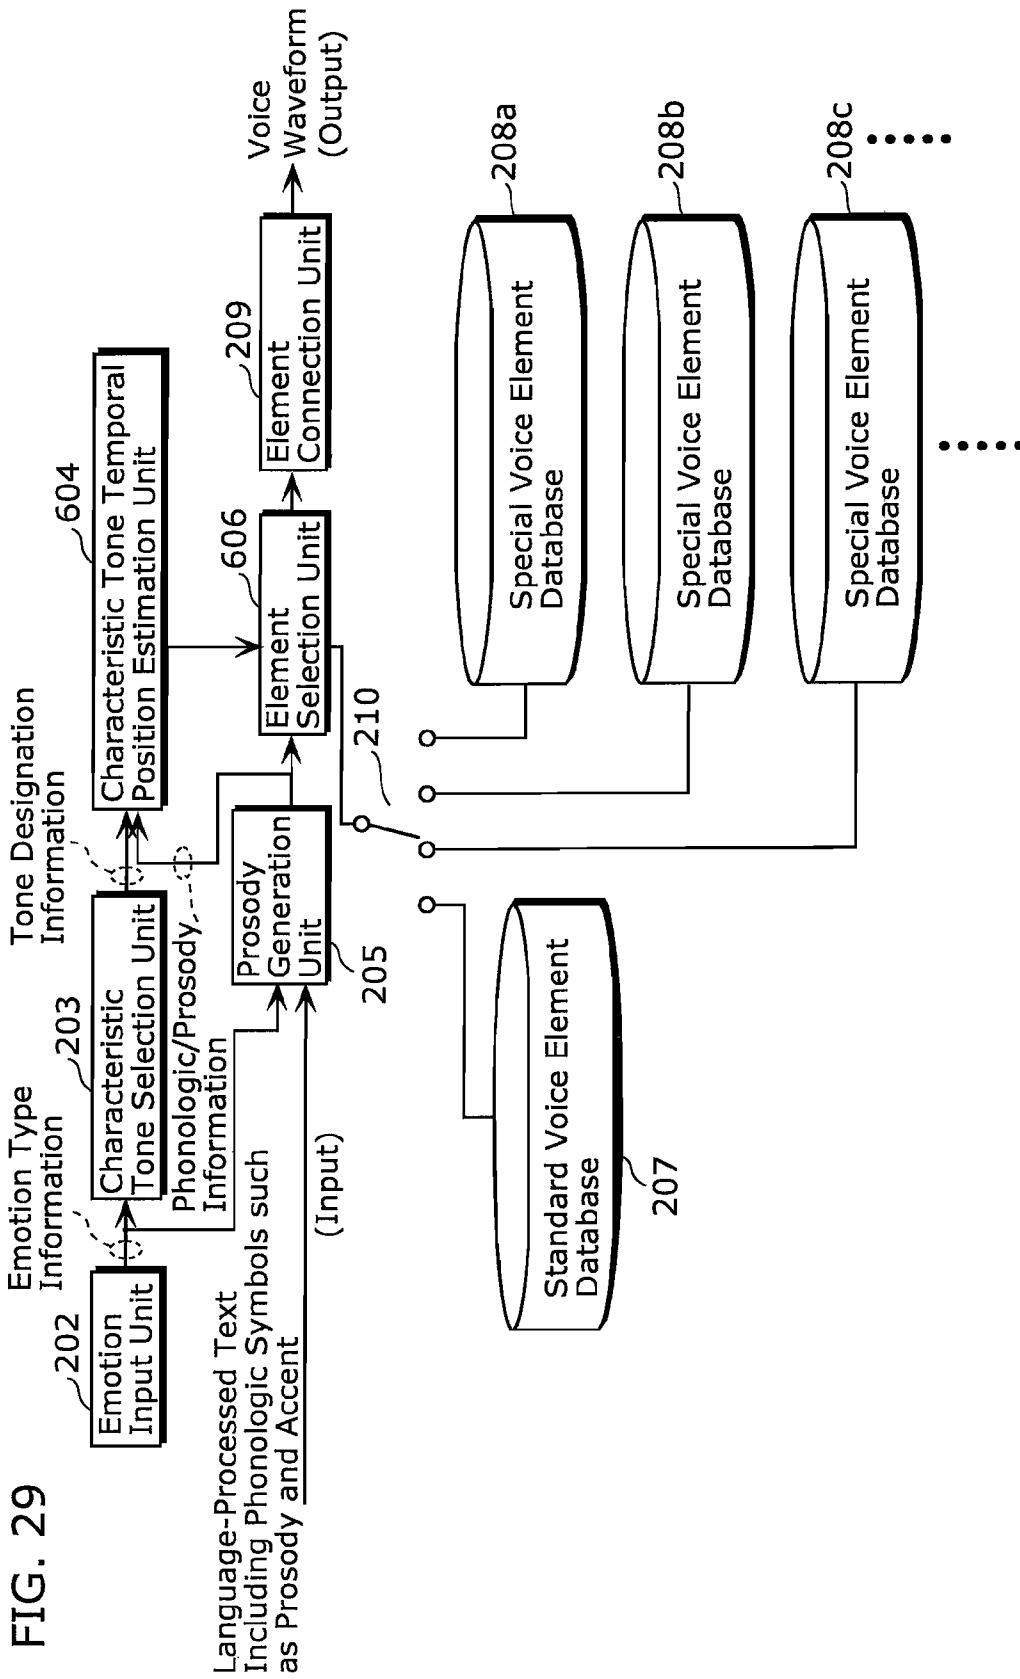 FIG. 29
Emotion Type
Information
Tone Designation
Information
202
Emotion
Input Unit
203
Characteristic
Tone Selection Unit
604
Characteristic Tone Temporal
Position Estimation Unit
Phonologic/Prosody
Information
Language-Processed Text
Including Phonologic Symbols such
as Prosody and Accent
(Input)
Prosody
Generation
Unit
205
606
Element
Selection Unit
209
Element
Connection Unit
Voice
Waveform
(Output)
210
Standard Voice Element
Database
207
208a
Special Voice Element
Database
208b
Special Voice Element
Database
208c
Special Voice Element
Database